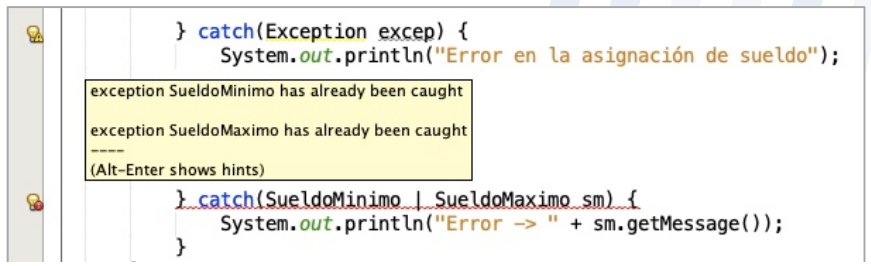 } catch(Exception excep) {
System.out.println("Error en la asignación de sueldo");
exception SueldoMinimo has already been caught
exception SueldoMaximo has already been caught
----
(Alt-Enter shows hints)
} catch(SueldoMinimo | SueldoMaximo sm) {
System.out.println("Error -> " + sm.getMessage());
}